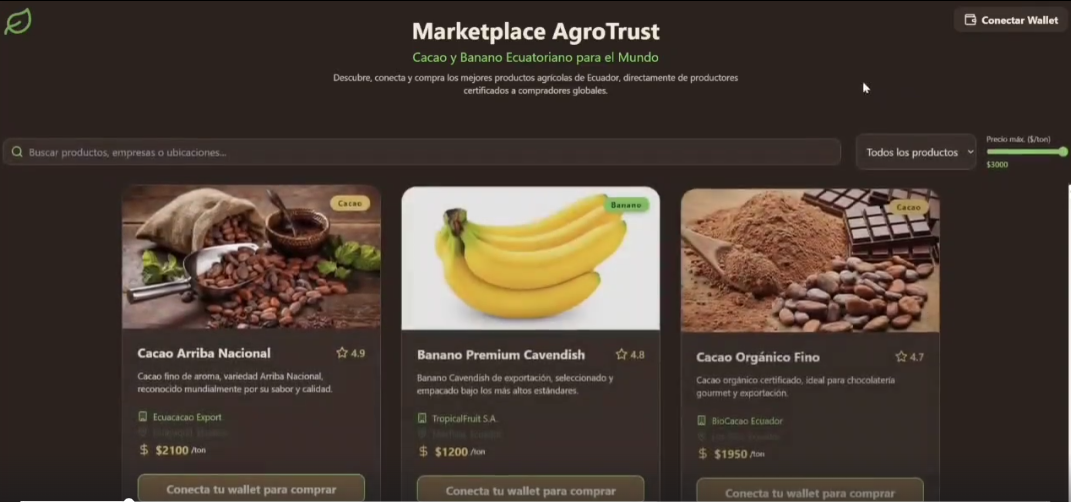 Marketplace AgroTrust
Conectar Wallet
Cacao y Banano Ecuatoriano para el Mundo
Descubre, conecta y compra los mejores productos agrícolas de Ecuador, directamente de productores
certificados a compradores globales.
Buscar productos, empresas o ubicaciones...
Todos los productos
Precio máx. ($/ton)
$3000
Cacao
Banano
Cacao
Cacao Arriba Nacional
4.9
Cacao fino de aroma, variedad Arriba Nacional,
reconocido mundialmente por su sabor y calidad.
Ecuacacao Export
$ $2100 /ton
Conecta tu wallet para comprar
Banano Premium Cavendish
4.8
Banano Cavendish de exportación, seleccionado y
empacado bajo los más altos estándares.
TropicalFruit S.A.
$ $1200 /ton
Conecta tu wallet para comprar
Cacao Orgánico Fino
4.7
Cacao orgánico certificado, ideal para chocolatería
gourmet y exportación.
BioCacao Ecuador
$ $1950 /ton
Conecta tu wallet para comprar